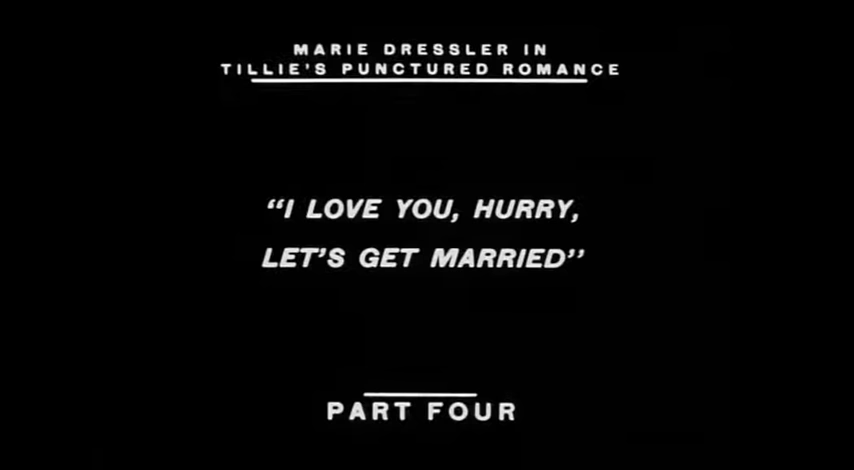 MARIE DRESSLER IN
TILLIE'S PUNCTURED ROMANCE
"I LOVE YOU, HURRY,
LET'S GET MARRIED"
PART FOUR